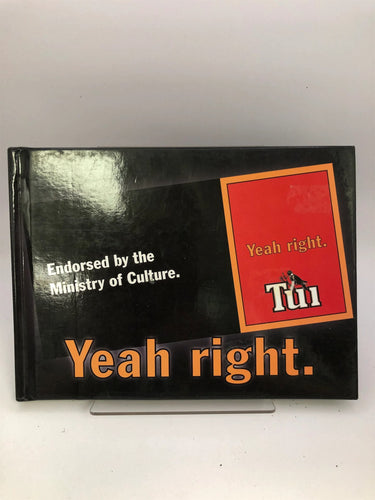 Endorsed by the
Ministry of Culture.
Yeah right.
Tui
Yeah right.